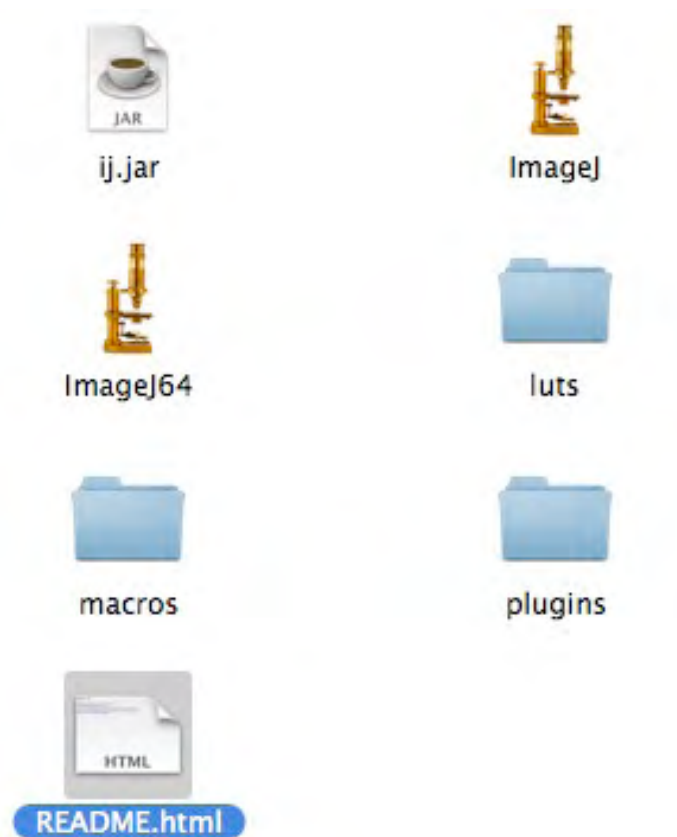 JAR
ij.jar
ImageJ
ImageJ64
luts
macros
plugins
HTML
README.html